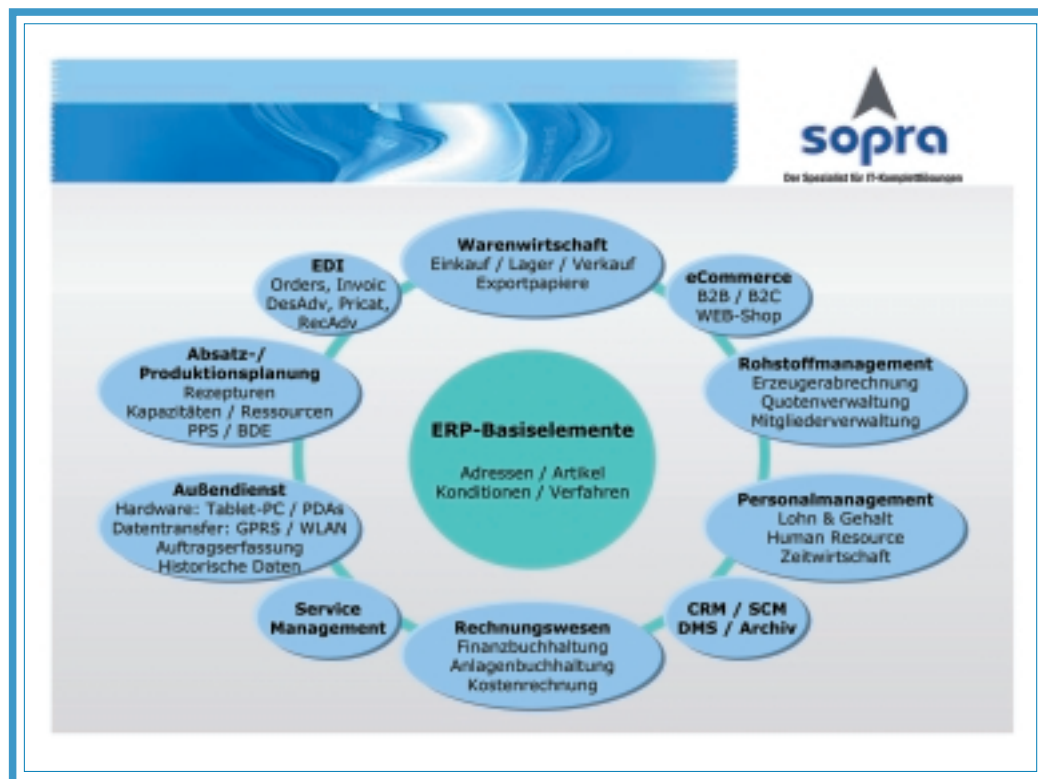 sopra
Der Spezialist für IT-Komplettlösungen
Warenwirtschaft
Einkauf / Lager / Verkauf
Exportpapiere
EDI
Orders, Invoic
DesAdv, Pricat,
RecAdv
eCommerce
B2B / B2C
WEB-Shop
Absatz-/
Produktionsplanung
Rezepturen
Kapazitäten / Ressourcen
PPS / BDE
Rohstoffmanagement
Erzeugerabrechnung
Quotenverwaltung
Mitgliederverwaltung
ERP-Basiselemente
Adressen / Artikel
Konditionen / Verfahren
Außendienst
Hardware: Tablet-PC / PDAs
Datentransfer: GPRS / WLAN
Auftragserfassung
Historische Daten
Personalmanagement
Lohn & Gehalt
Human Resource
Zeitwirtschaft
Service
Management
Rechnungswesen
Finanzbuchhaltung
Anlagenbuchhaltung
Kostenrechnung
CRM / SCM
DMS / Archiv